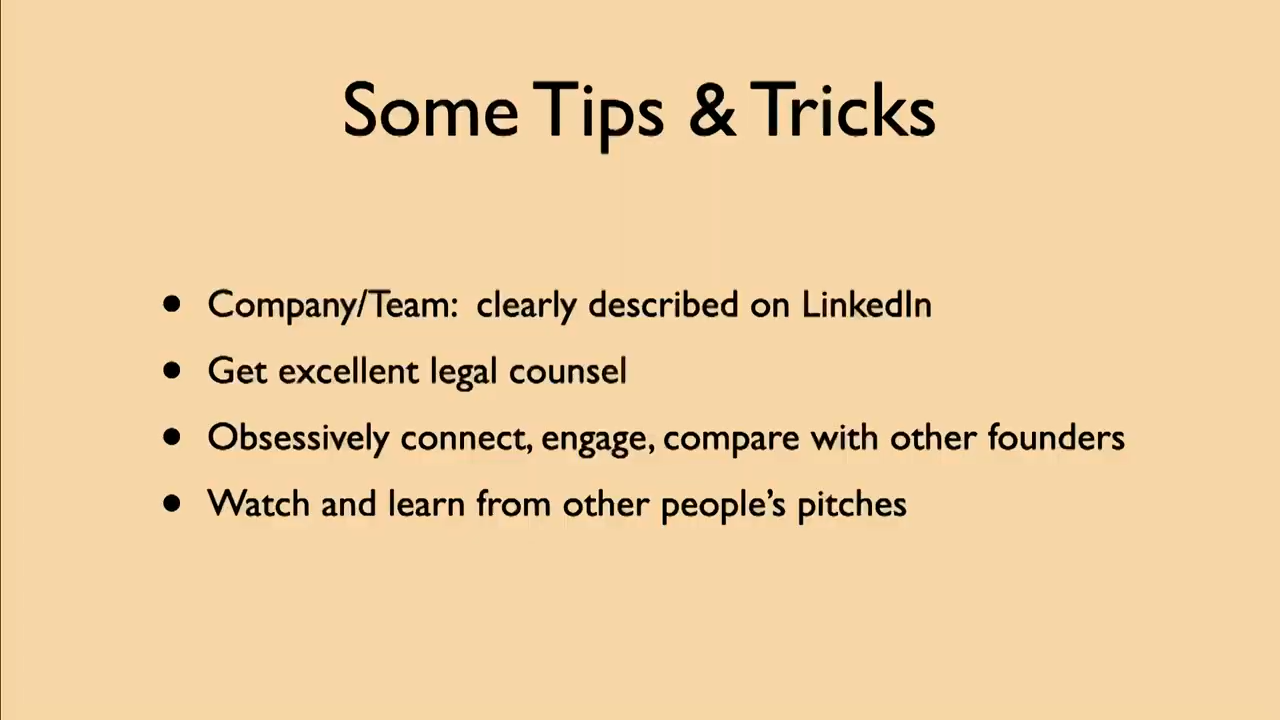 Some Tips & Tricks
• Company/Team:  clearly described on LinkedIn
• Get excellent legal counsel
• Obsessively connect, engage, compare with other founders
• Watch and learn from other people’s pitches